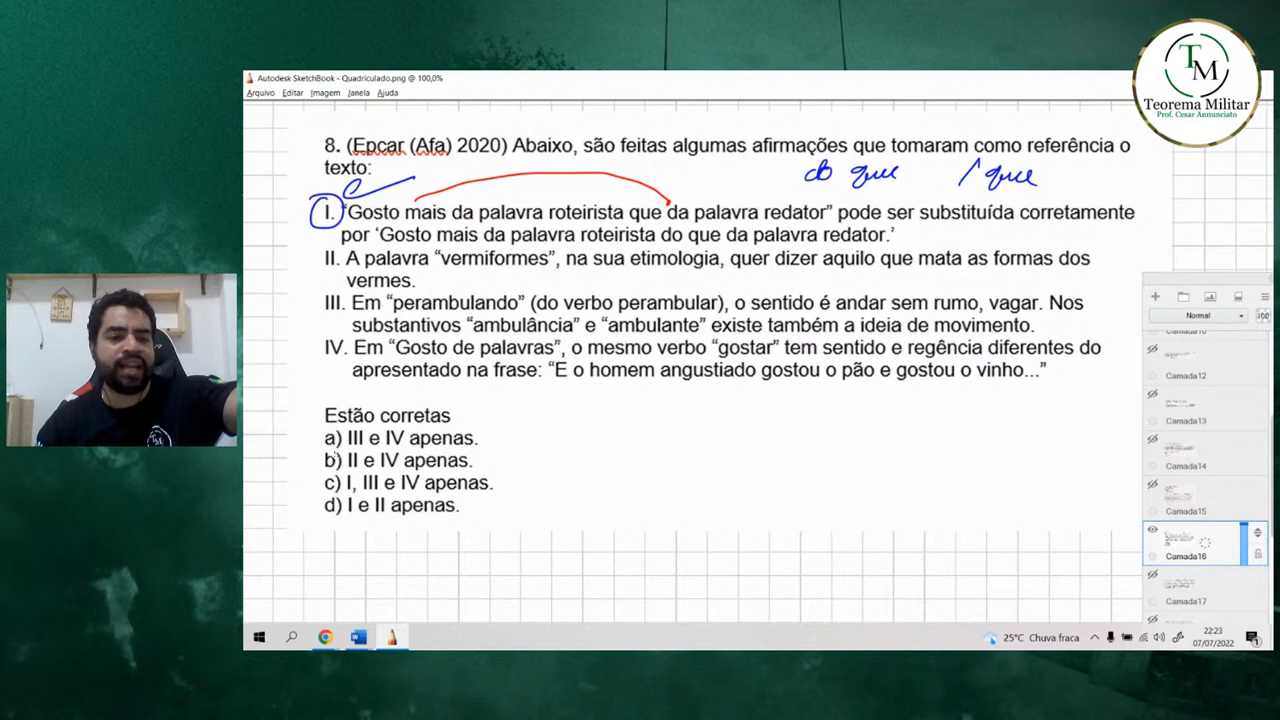 TM
Teorema Militar
Prof. Cesar Annunciato
Autodesk SketchBook - Quadriculado.png @ 100,0%
Arquivo Editar Imagem Janela Ajuda
8. (Epcar (Afa) 2020) Abaixo, são feitas algumas afirmações que tomaram como referência o
texto:
do que / que
I. “Gosto mais da palavra roteirista que da palavra redator” pode ser substituída corretamente
por ‘Gosto mais da palavra roteirista do que da palavra redator.’
II. A palavra “vermiformes”, na sua etimologia, quer dizer aquilo que mata as formas dos
vermes.
III. Em “perambulando” (do verbo perambular), o sentido é andar sem rumo, vagar. Nos
substantivos “ambulância” e “ambulante” existe também a ideia de movimento.
IV. Em “Gosto de palavras”, o mesmo verbo “gostar” tem sentido e regência diferentes do
apresentado na frase: “E o homem angustiado gostou o pão e gostou o vinho...”
Estão corretas
a) III e IV apenas.
b) II e IV apenas.
c) I, III e IV apenas.
d) I e II apenas.
Normal
100
Camada12
Camada13
Camada14
Camada15
Camada16
Camada17
TM
25°C Chuva fraca
22:23
07/07/2022